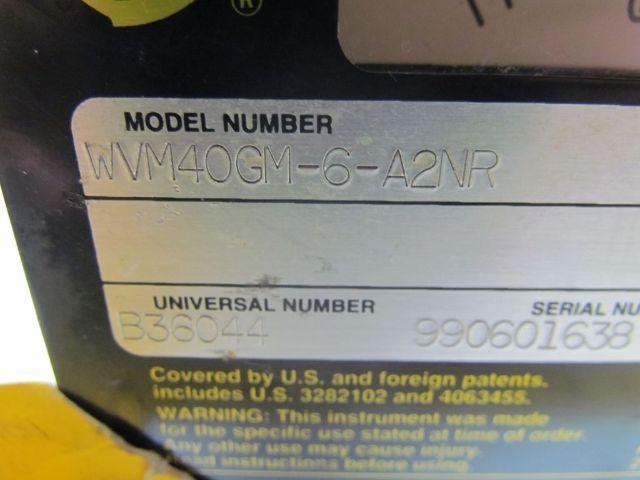 ®
MODEL NUMBER
WVM40GM-6-A2NR
UNIVERSAL NUMBER SERIAL NU
B36044 990601638
Covered by U.S. and foreign patents.
includes U.S. 3282102 and 4063455.
WARNING: This instrument was made
for the specific use stated at time of order.
Any other use may cause injury.
Read instructions before use.